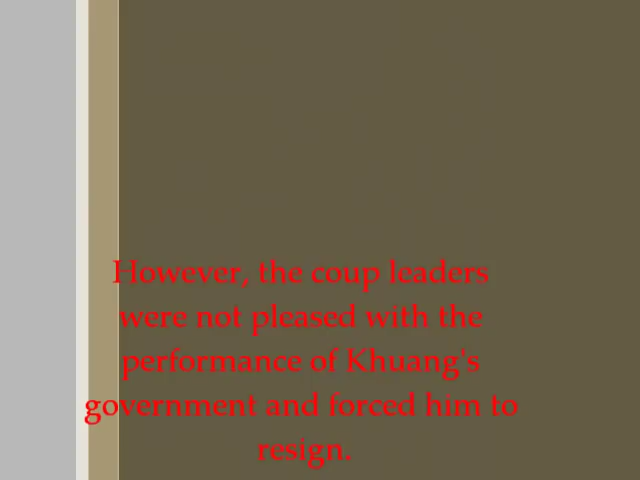 However, the coup leaders
were not pleased with the
performance of Khuang's
government and forced him to
resign.